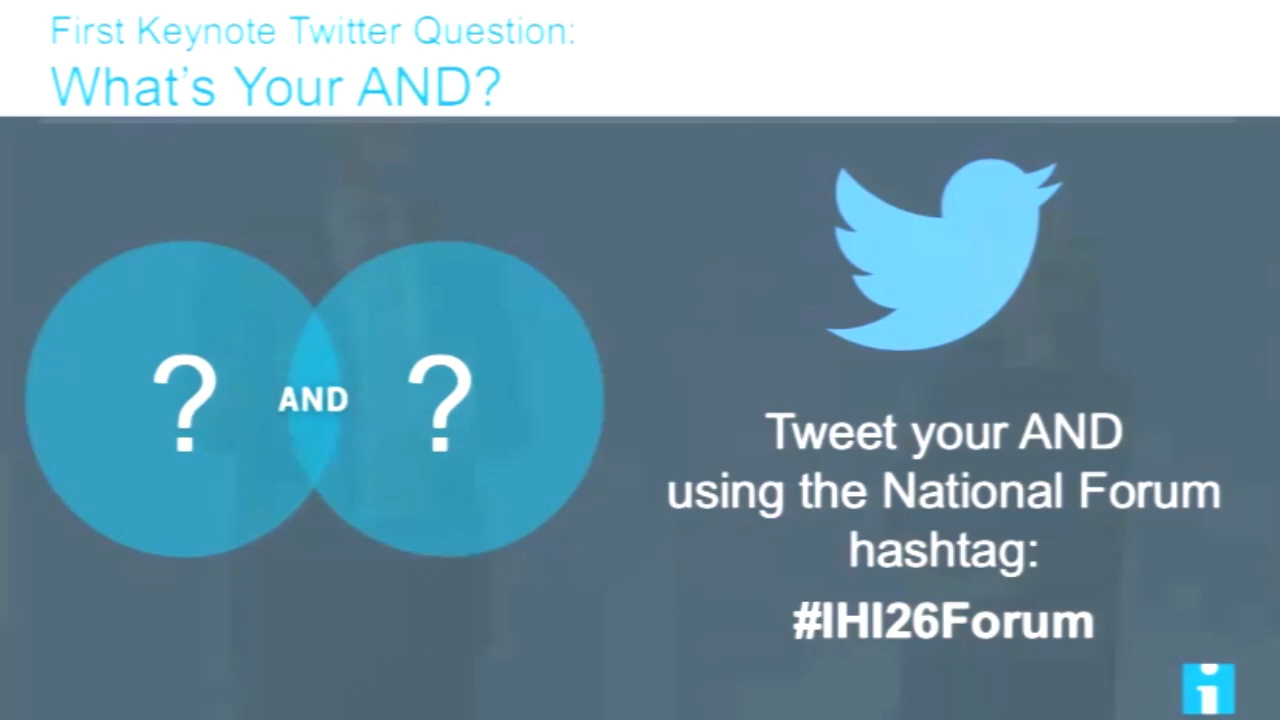 First Keynote Twitter Question:
What's Your AND?
? AND ?
Tweet your AND
using the National Forum
hashtag:
#IHI26Forum